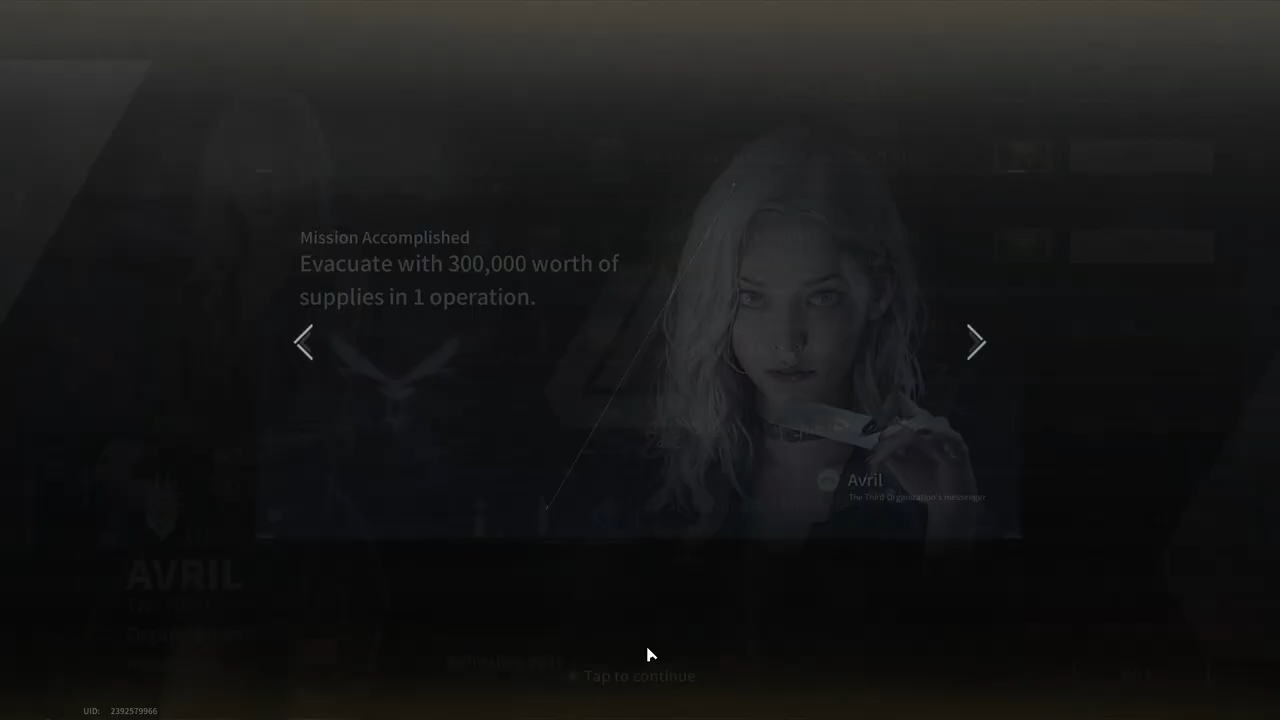 Mission Accomplished
Evacuate with 300,000 worth of
supplies in 1 operation.
Avril
The Third Organization's messenger
AVRIL
Tap to continue
UID: 2392579966